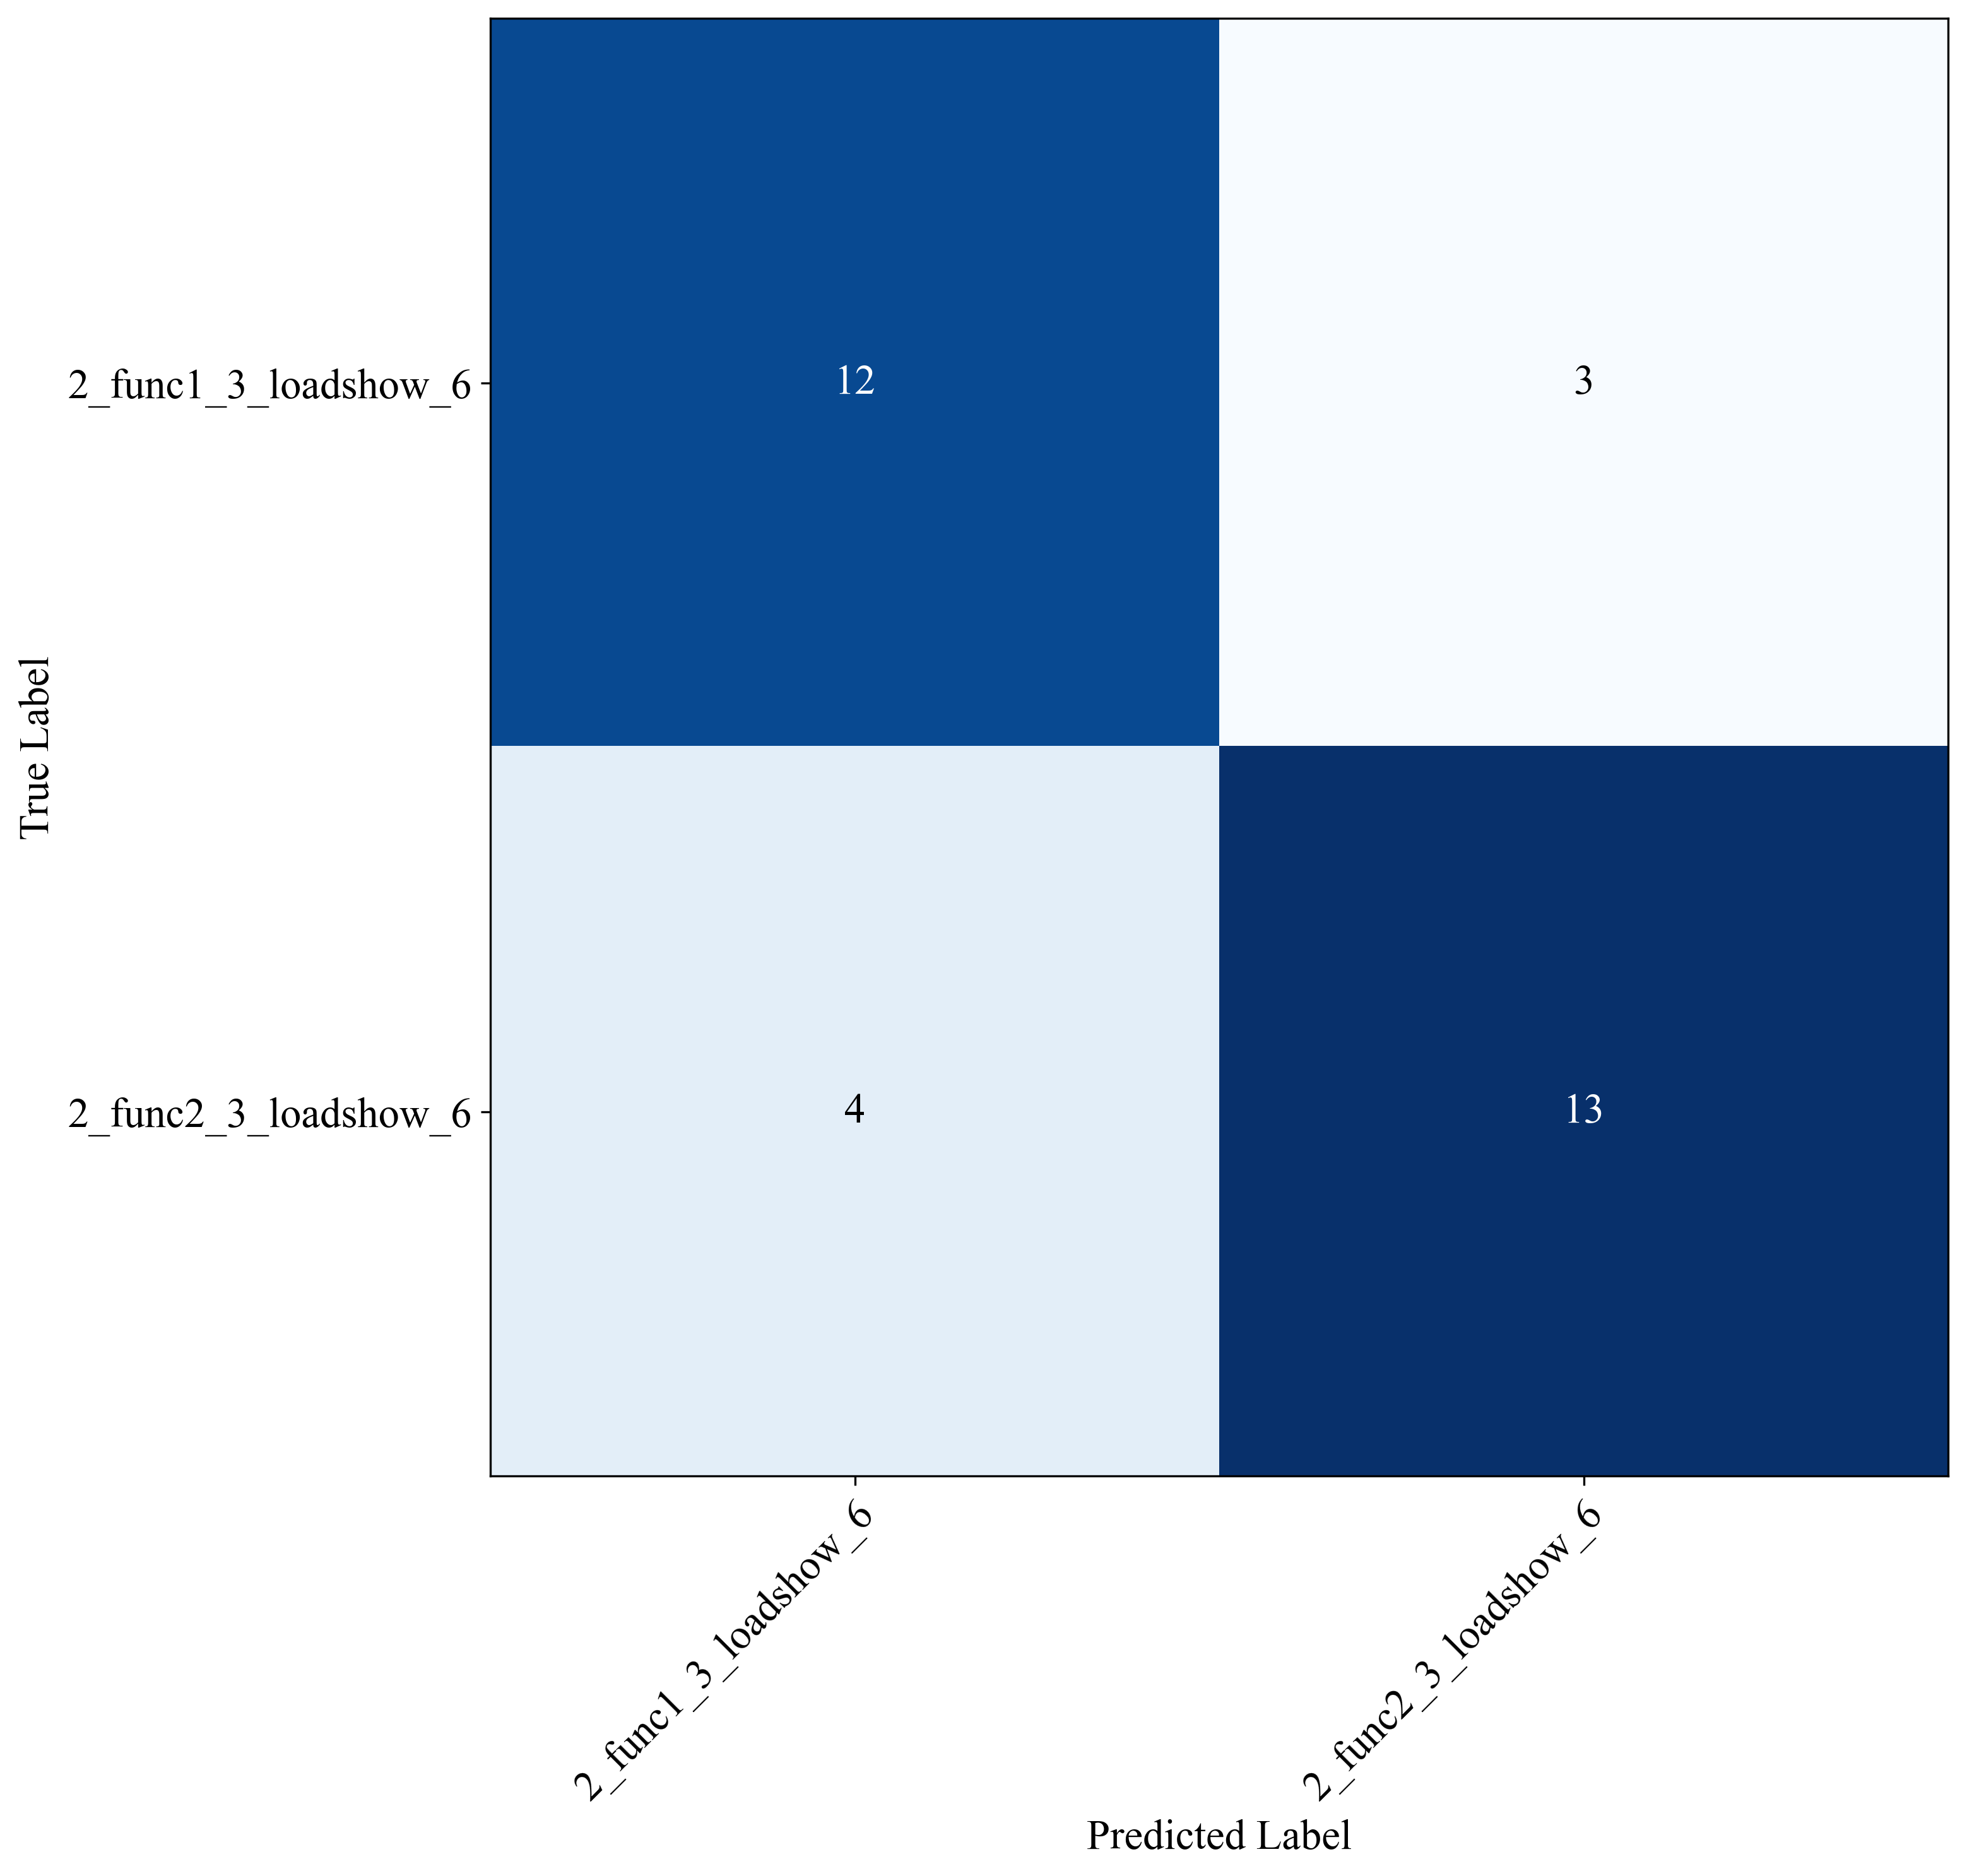 True Label
2_func1_3_loadshow_6
12
3
2_func2_3_loadshow_6
4
13
2_func1_3_loadshow_6
2_func2_3_loadshow_6
Predicted Label